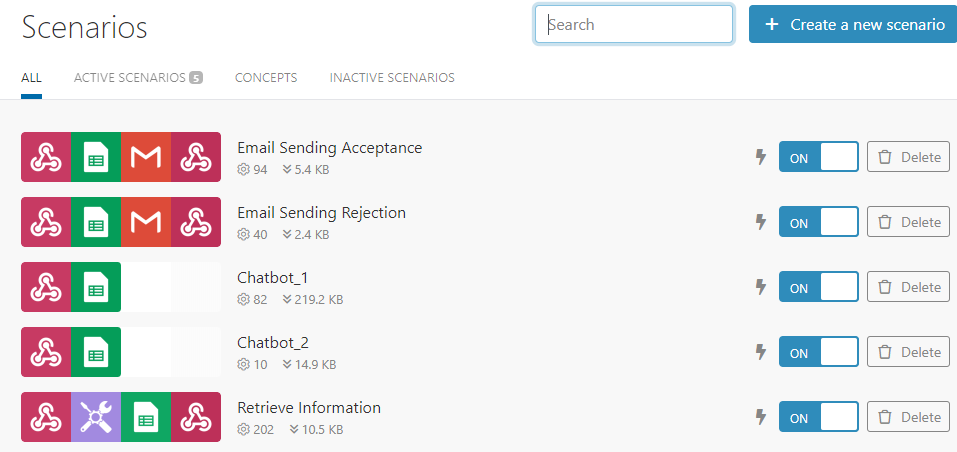 Scenarios
Search
+ Create a new scenario
ALL
ACTIVE SCENARIOS 5
CONCEPTS
INACTIVE SCENARIOS
Email Sending Acceptance
94 5.4 KB
ON
Delete
Email Sending Rejection
40 2.4 KB
ON
Delete
Chatbot_1
82 219.2 KB
ON
Delete
Chatbot_2
10 14.9 KB
ON
Delete
Retrieve Information
202 10.5 KB
ON
Delete